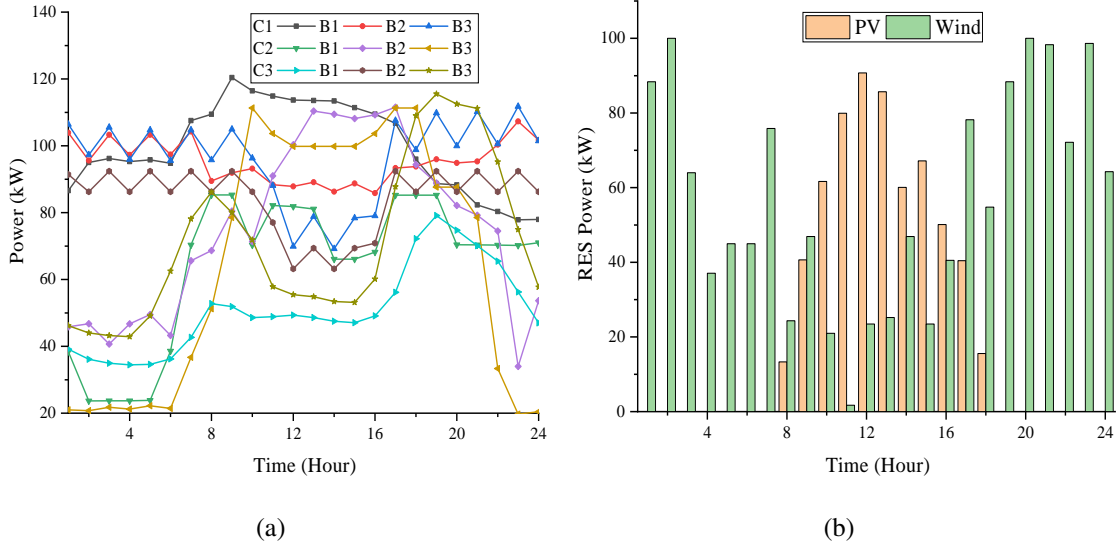 C1 B1 B2 B3
C2 B1 B2 B3
C3 B1 B2 B3
140
120
100
80
60
40
20
Power (kW)
4 8 12 16 20 24
Time (Hour)
(a)
PV Wind
100
80
60
40
20
0
RES Power (kW)
4 8 12 16 20 24
Time (Hour)
(b)